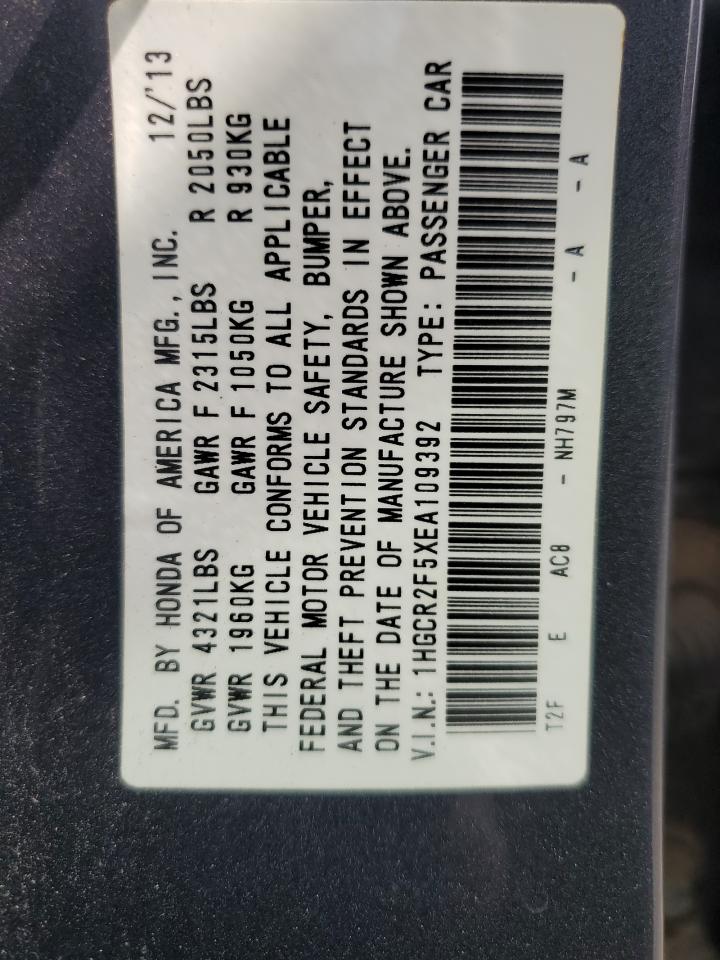 MFD. BY HONDA OF AMERICA MFG., INC. 12/'13
GVWR 4321LBS GAWR F 2315LBS R 2050LBS
GVWR 1960KG GAWR F 1050KG R 930KG
THIS VEHICLE CONFORMS TO ALL APPLICABLE
FEDERAL MOTOR VEHICLE SAFETY, BUMPER,
AND THEFT PREVENTION STANDARDS IN EFFECT
ON THE DATE OF MANUFACTURE SHOWN ABOVE.
V.I.N.: 1HGCR2F5XEA109392 TYPE: PASSENGER CAR
T2F E AC8 - NH797M - A - A